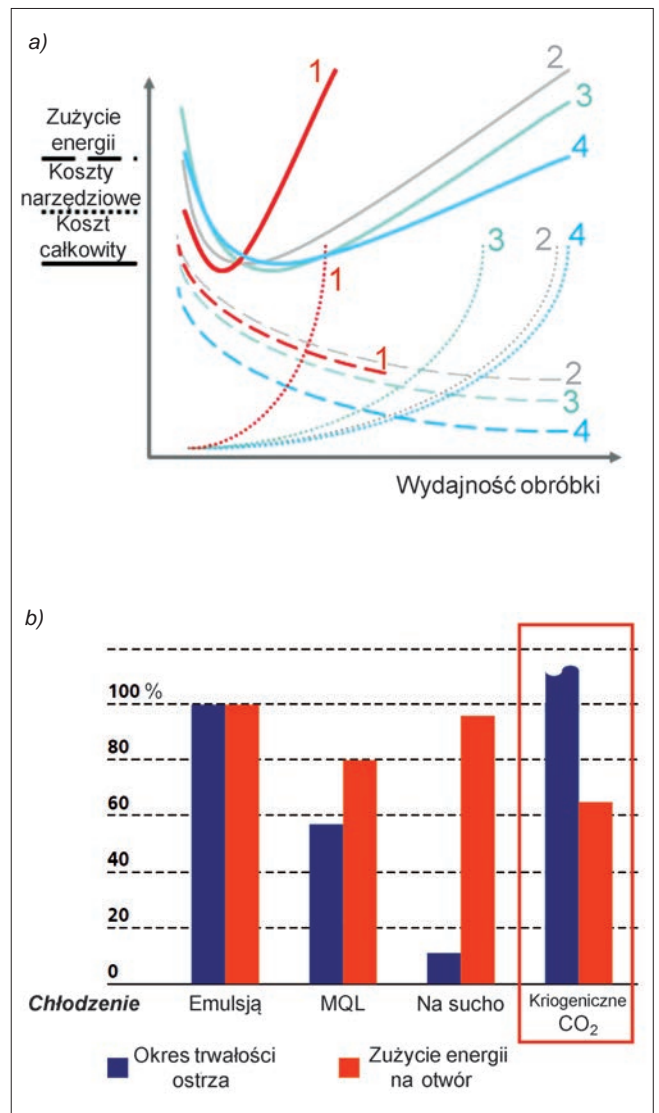 a)
Zużycie
energii
Koszty
narzędziowe
Koszt
całkowity
1
2
3
4
1
3
2
4
1
2
3
4
Wydajność obróbki
b)
100 %
80
60
40
20
0
Chłodzenie
Emulsją
MQL
Na sucho
Kriogeniczne
CO₂
Okres trwałości
ostrza
Zużycie energii
na otwór